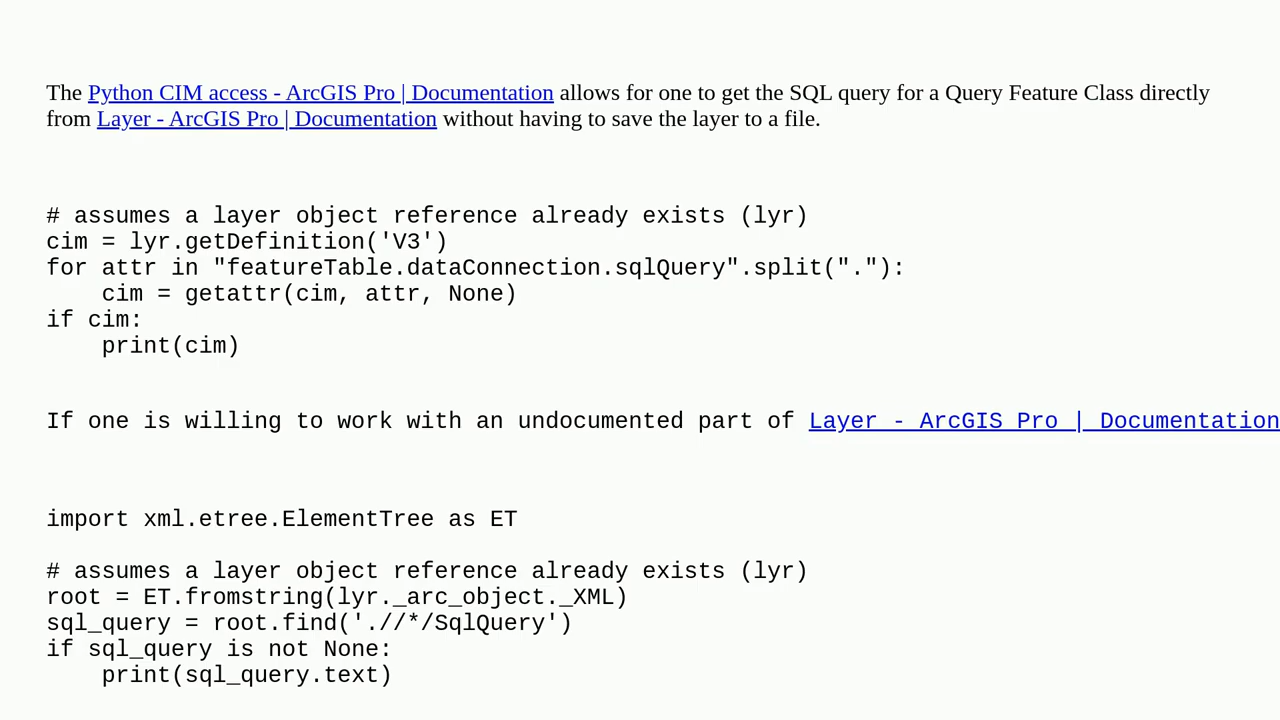 The Python CIM access - ArcGIS Pro | Documentation allows for one to get the SQL query for a Query Feature Class directly
from Layer - ArcGIS Pro | Documentation without having to save the layer to a file.
# assumes a layer object reference already exists (lyr)
cim = lyr.getDefinition('V3')
for attr in "featureTable.dataConnection.sqlQuery".split("."):
    cim = getattr(cim, attr, None)
if cim:
    print(cim)
If one is willing to work with an undocumented part of Layer - ArcGIS Pro | Documentation
import xml.etree.ElementTree as ET
# assumes a layer object reference already exists (lyr)
root = ET.fromstring(lyr._arc_object._XML)
sql_query = root.find('.//*/SqlQuery')
if sql_query is not None:
    print(sql_query.text)